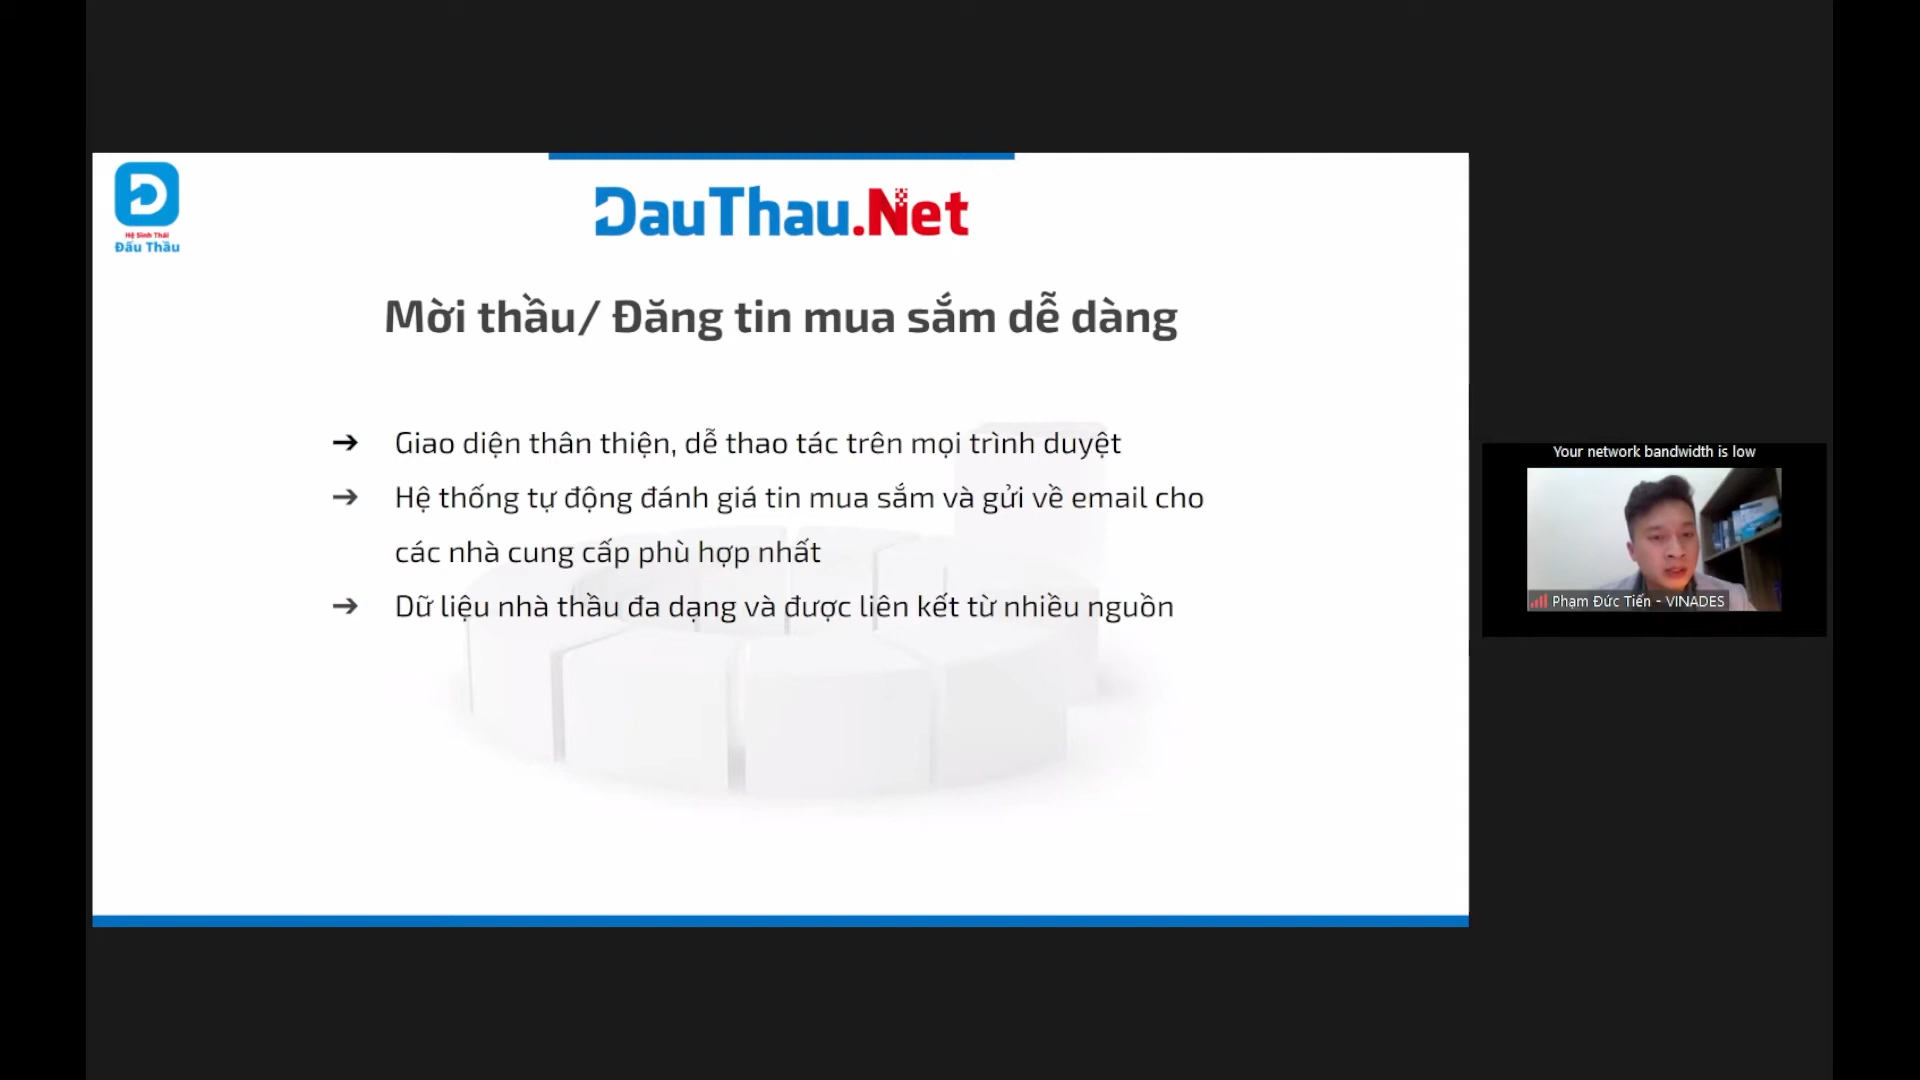 Hệ Sinh Thái
Đấu Thầu
DauThau.Net
Mời thầu/ Đăng tin mua sắm dễ dàng
➔ Giao diện thân thiện, dễ thao tác trên mọi trình duyệt
➔ Hệ thống tự động đánh giá tin mua sắm và gửi về email cho
các nhà cung cấp phù hợp nhất
➔ Dữ liệu nhà thầu đa dạng và được liên kết từ nhiều nguồn
Your network bandwidth is low
Phạm Đức Tiến - VINADES